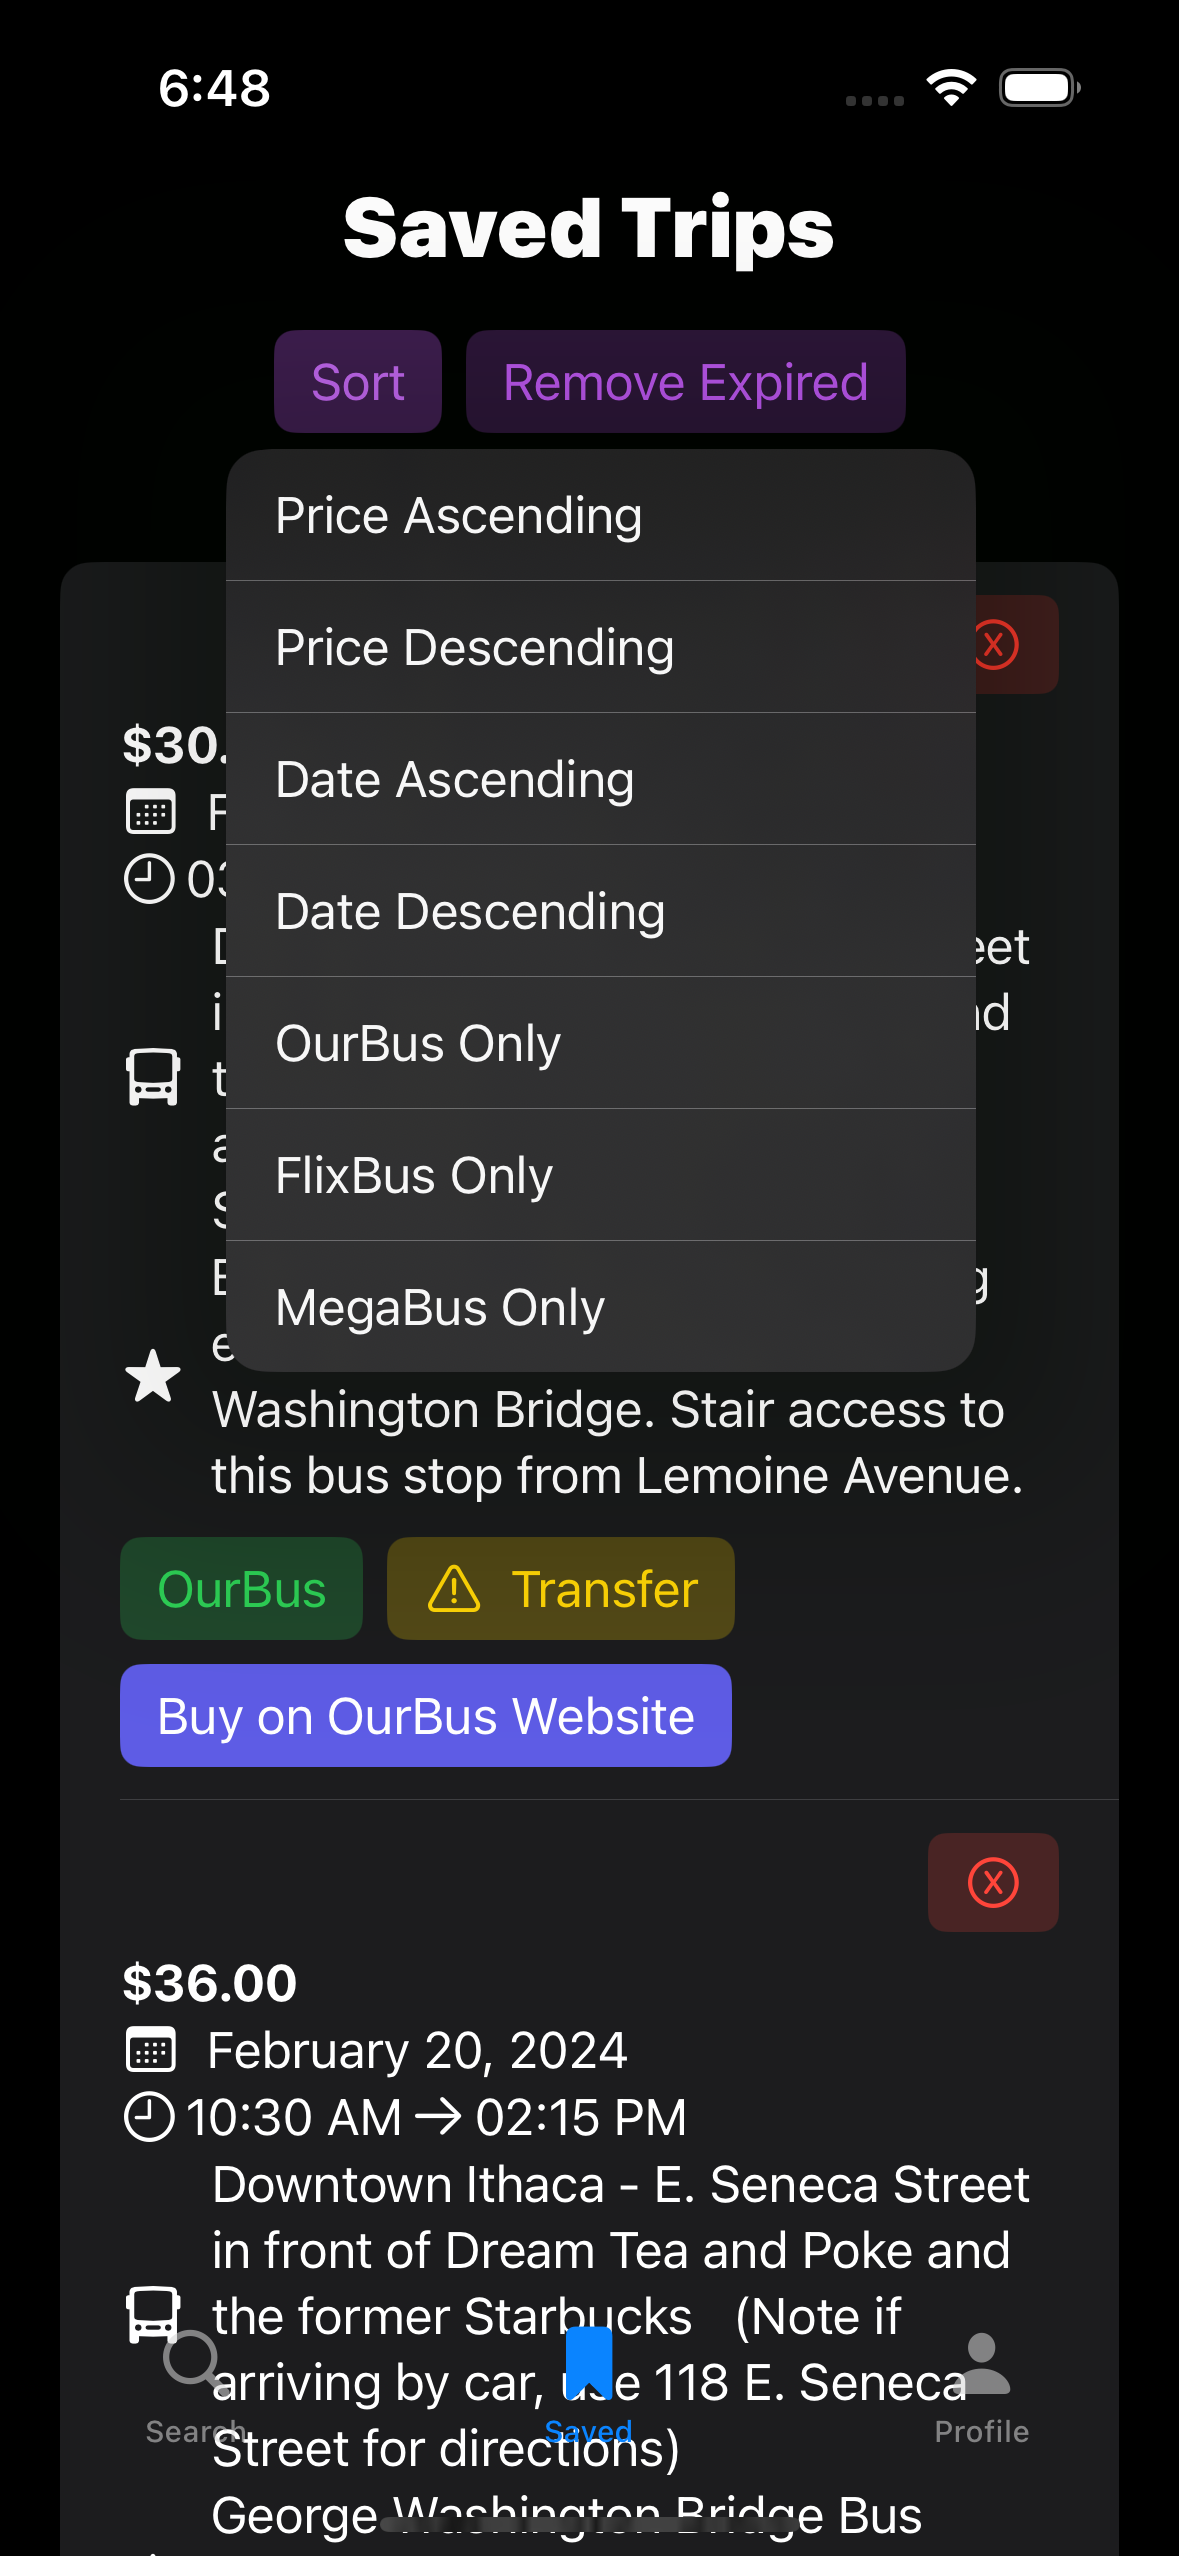 6:48
Saved Trips
Sort
Remove Expired
Price Ascending
Price Descending
Date Ascending
Date Descending
OurBus Only
FlixBus Only
MegaBus Only
$30.
Washington Bridge. Stair access to
this bus stop from Lemoine Avenue.
OurBus
Transfer
Buy on OurBus Website
$36.00
February 20, 2024
10:30 AM → 02:15 PM
Downtown Ithaca - E. Seneca Street
in front of Dream Tea and Poke and
the former Starbucks (Note if
arriving by car, use 118 E. Seneca
Street for directions)
George Washington Bridge Bus
Search
Saved
Profile